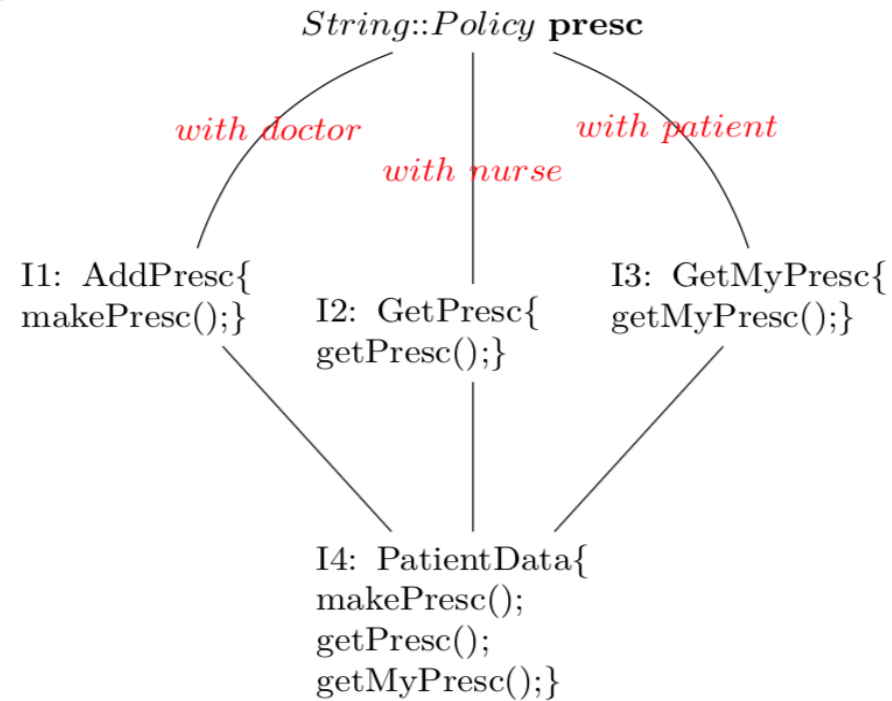 String::Policy presc
with doctor
with patient
with nurse
I1: AddPresc{
makePresc();}
I2: GetPresc{
getPresc();}
I3: GetMyPresc{
getMyPresc();}
I4: PatientData{
makePresc();
getPresc();
getMyPresc();}